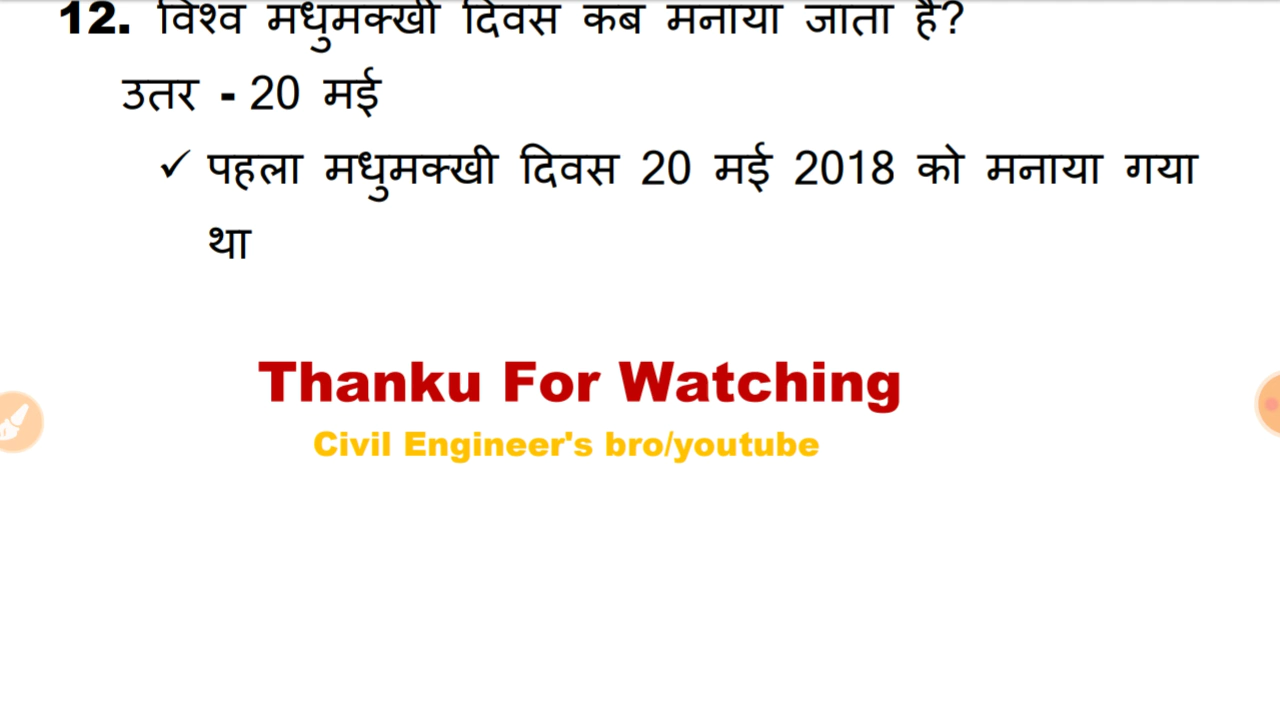 12. विश्व मधुमक्खी दिवस कब मनाया जाता है?
उतर - 20 मई
✓ पहला मधुमक्खी दिवस 20 मई 2018 को मनाया गया
था
Thanku For Watching
Civil Engineer's bro/youtube